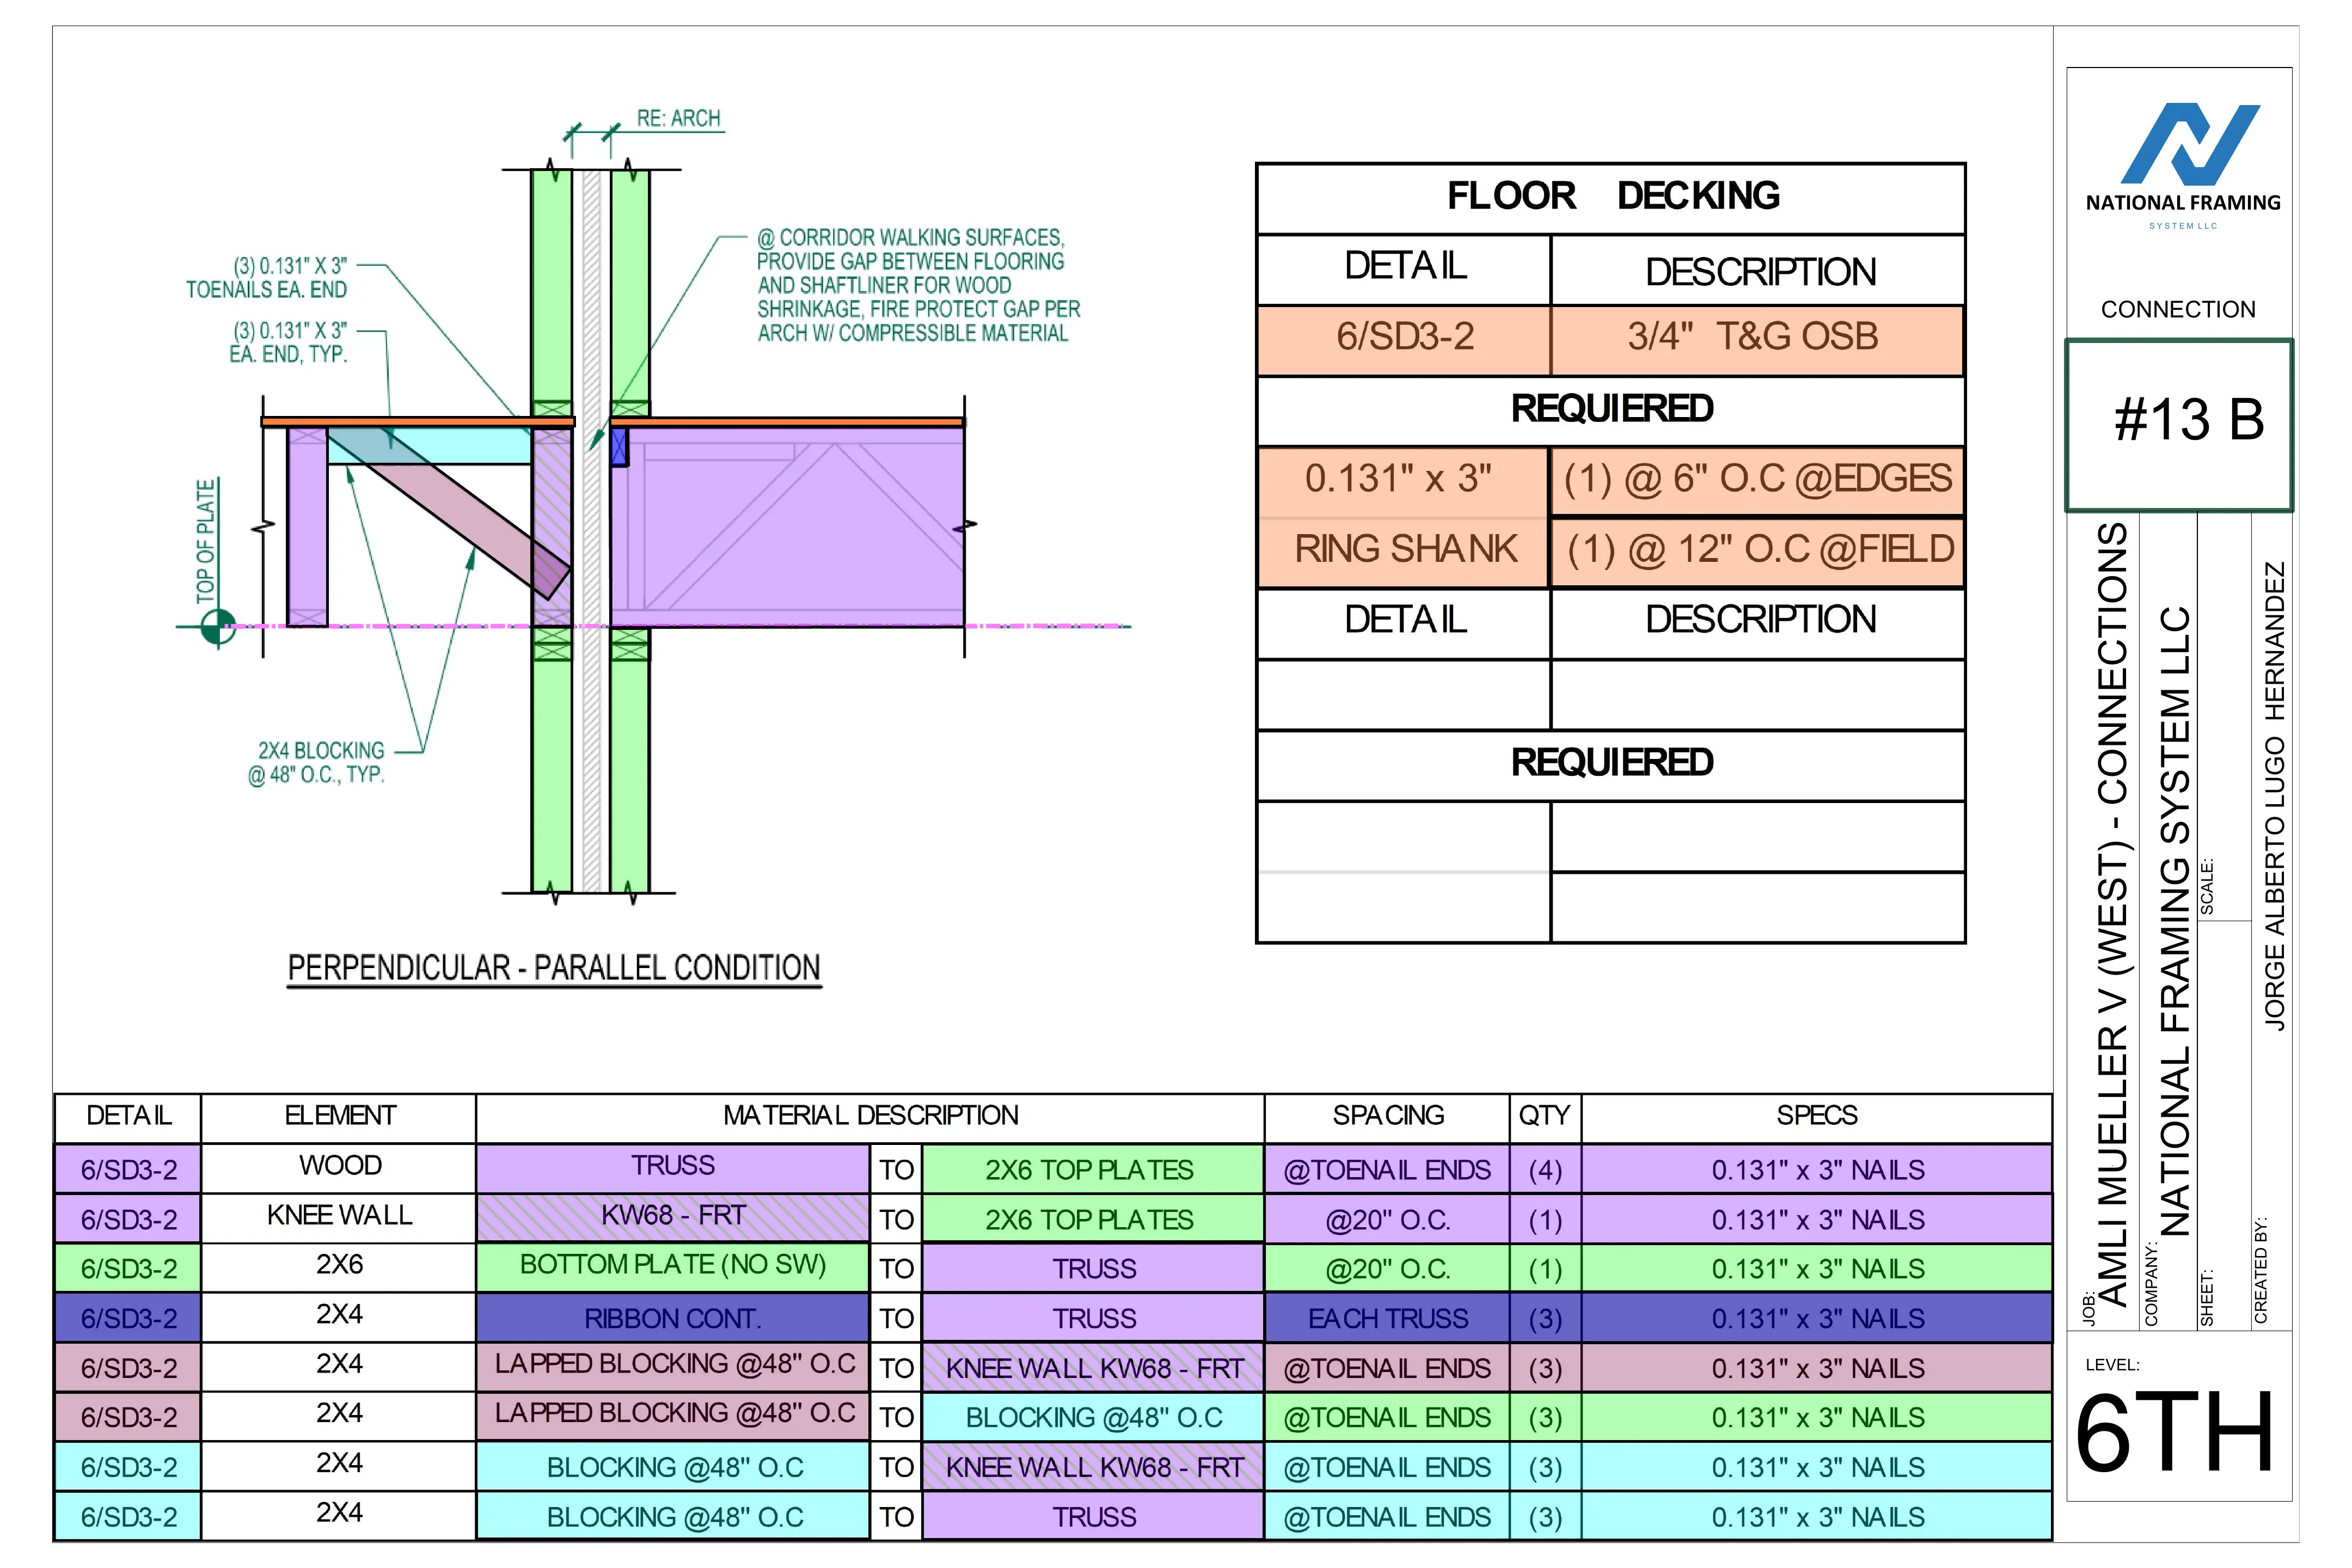 RE: ARCH
@ CORRIDOR WALKING SURFACES,
PROVIDE GAP BETWEEN FLOORING
AND SHAFTLINER FOR WOOD
SHRINKAGE, FIRE PROTECT GAP PER
ARCH W/ COMPRESSIBLE MATERIAL
(3) 0.131" X 3"
TOENAILS EA. END
(3) 0.131" X 3"
EA. END, TYP.
TOP OF PLATE
2X4 BLOCKING
@ 48" O.C., TYP.
PERPENDICULAR - PARALLEL CONDITION
FLOOR DECKING
DETAIL DESCRIPTION
6/SD3-2 3/4" T&G OSB
REQUIERED
0.131" x 3" (1) @ 6" O.C @EDGES
RING SHANK (1) @ 12" O.C @FIELD
DETAIL DESCRIPTION
REQUIERED
DETAIL ELEMENT MATERIAL DESCRIPTION SPACING QTY SPECS
6/SD3-2 WOOD TRUSS TO 2X6 TOP PLATES @TOENAIL ENDS (4) 0.131" x 3" NAILS
6/SD3-2 KNEE WALL KW68 - FRT TO 2X6 TOP PLATES @20" O.C. (1) 0.131" x 3" NAILS
6/SD3-2 2X6 BOTTOM PLATE (NO SW) TO TRUSS @20" O.C. (1) 0.131" x 3" NAILS
6/SD3-2 2X4 RIBBON CONT. TO TRUSS EACH TRUSS (3) 0.131" x 3" NAILS
6/SD3-2 2X4 LAPPED BLOCKING @48" O.C TO KNEE WALL KW68 - FRT @TOENAIL ENDS (3) 0.131" x 3" NAILS
6/SD3-2 2X4 LAPPED BLOCKING @48" O.C TO BLOCKING @48" O.C @TOENAIL ENDS (3) 0.131" x 3" NAILS
6/SD3-2 2X4 BLOCKING @48" O.C TO KNEE WALL KW68 - FRT @TOENAIL ENDS (3) 0.131" x 3" NAILS
6/SD3-2 2X4 BLOCKING @48" O.C TO TRUSS @TOENAIL ENDS (3) 0.131" x 3" NAILS
NATIONAL FRAMING
SYSTEM LLC
CONNECTION
#13 B
JOB: AMLI MUELLER V (WEST) - CONNECTIONS
COMPANY: NATIONAL FRAMING SYSTEM LLC
SCALE:
SHEET:
CREATED BY: JORGE ALBERTO LUGO HERNANDEZ
LEVEL:
6TH